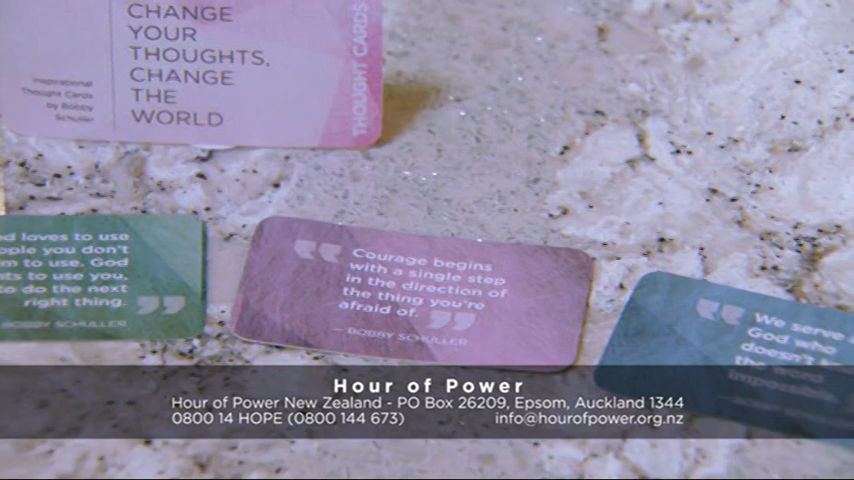 CHANGE
YOUR
THOUGHTS,
CHANGE
THE
WORLD
Inspirational
Thought Cards
by Bobby
Schuller
THOUGHT CARDS
d loves to use
ople you don't
m to use. God
ts to use you,
to do the next
right thing. ”
BOBBY SCHULLER
“ Courage begins
with a single step
in the direction of
the thing you're
afraid of. ”
— BOBBY SCHULLER
“ We serve a
God who
doesn't
the word
impossible.
Hour of Power
Hour of Power New Zealand - PO Box 26209, Epsom, Auckland 1344
0800 14 HOPE (0800 144 673) info@hourofpower.org.nz